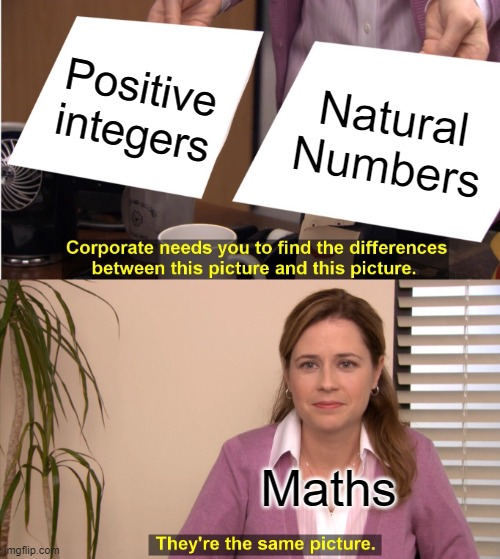 Positive
integers
Natural
Numbers
Corporate needs you to find the differences
between this picture and this picture.
Maths
They're the same picture.
imgflip.com